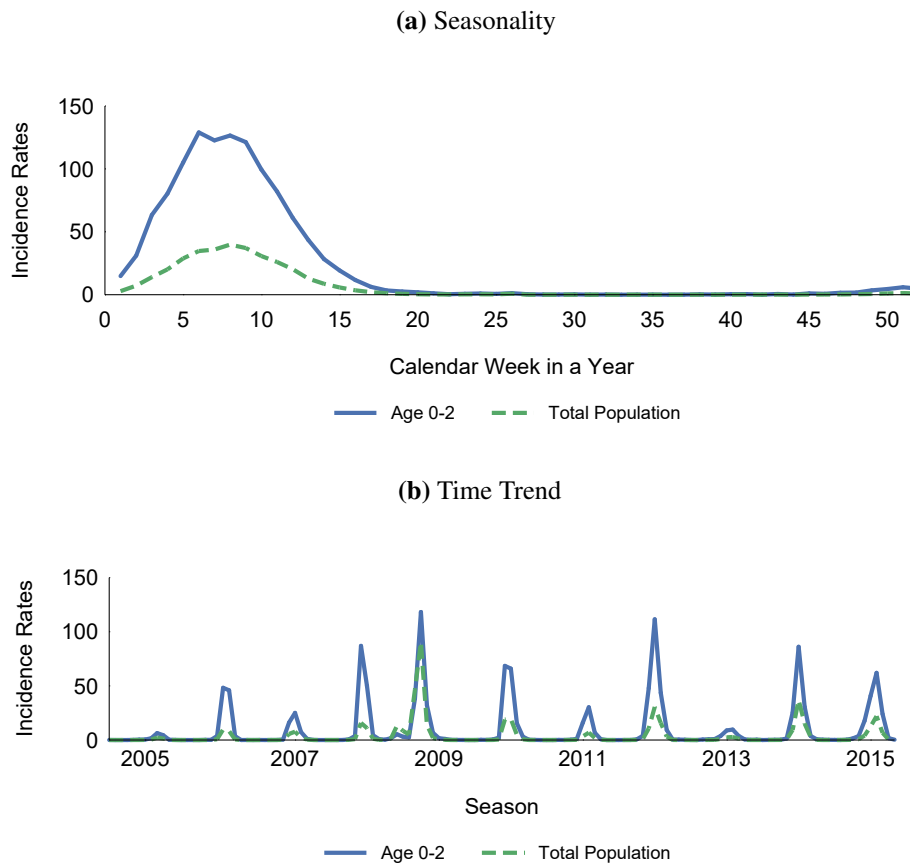 (a) Seasonality
150
100
50
0
Incidence Rates
0 5 10 15 20 25 30 35 40 45 50
Calendar Week in a Year
Age 0-2 Total Population
(b) Time Trend
150
100
50
0
Incidence Rates
2005 2007 2009 2011 2013 2015
Season
Age 0-2 Total Population